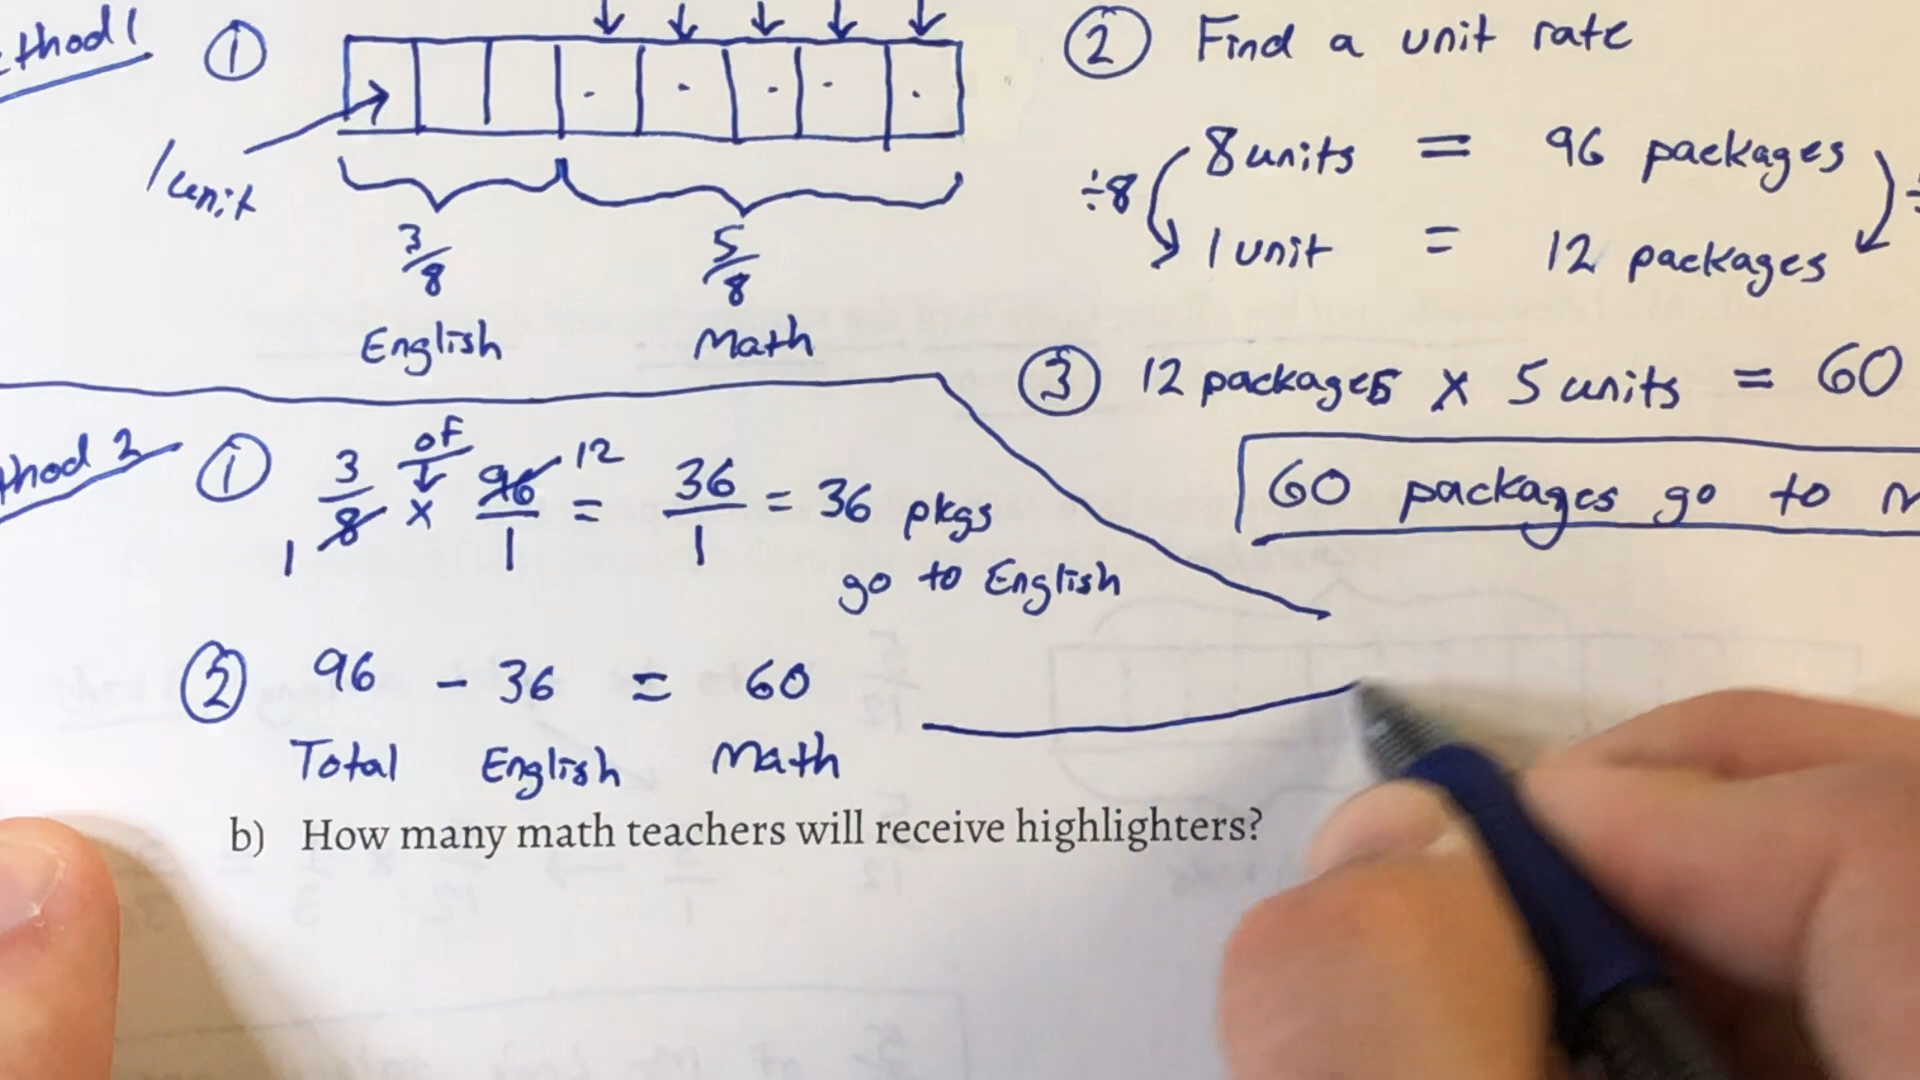 thod 1
① 
1 unit
3/8 5/8
English Math
② Find a unit rate
÷8 8 units = 96 packages ÷
1 unit = 12 packages
③ 12 packages x 5 units = 60
60 packages go to M
thod 2
① 3/8 of x 96/1 = 36/1 = 36 pkgs
1 12
go to English
② 96 - 36 = 60
Total English Math
b) How many math teachers will receive highlighters?